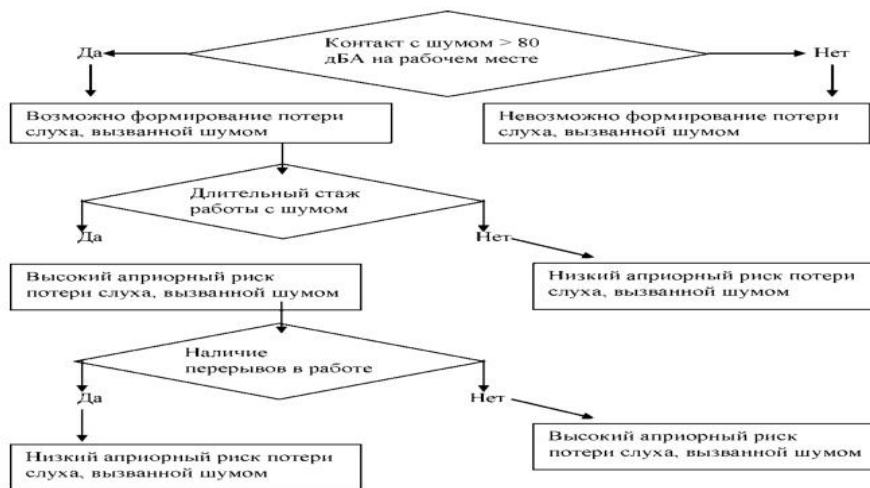 Контакт с шумом > 80
дБА на рабочем месте
Да
Нет
Возможно формирование потери
слуха, вызванной шумом
Невозможно формирование потери
слуха, вызванной шумом
Длительный стаж
работы с шумом
Да
Нет
Высокий априорный риск
потери слуха, вызванной шумом
Низкий априорный риск потери
слуха, вызванной шумом
Наличие
перерывов в работе
Да
Нет
Низкий априорный риск потери
слуха, вызванной шумом
Высокий априорный риск
потери слуха, вызванной шумом